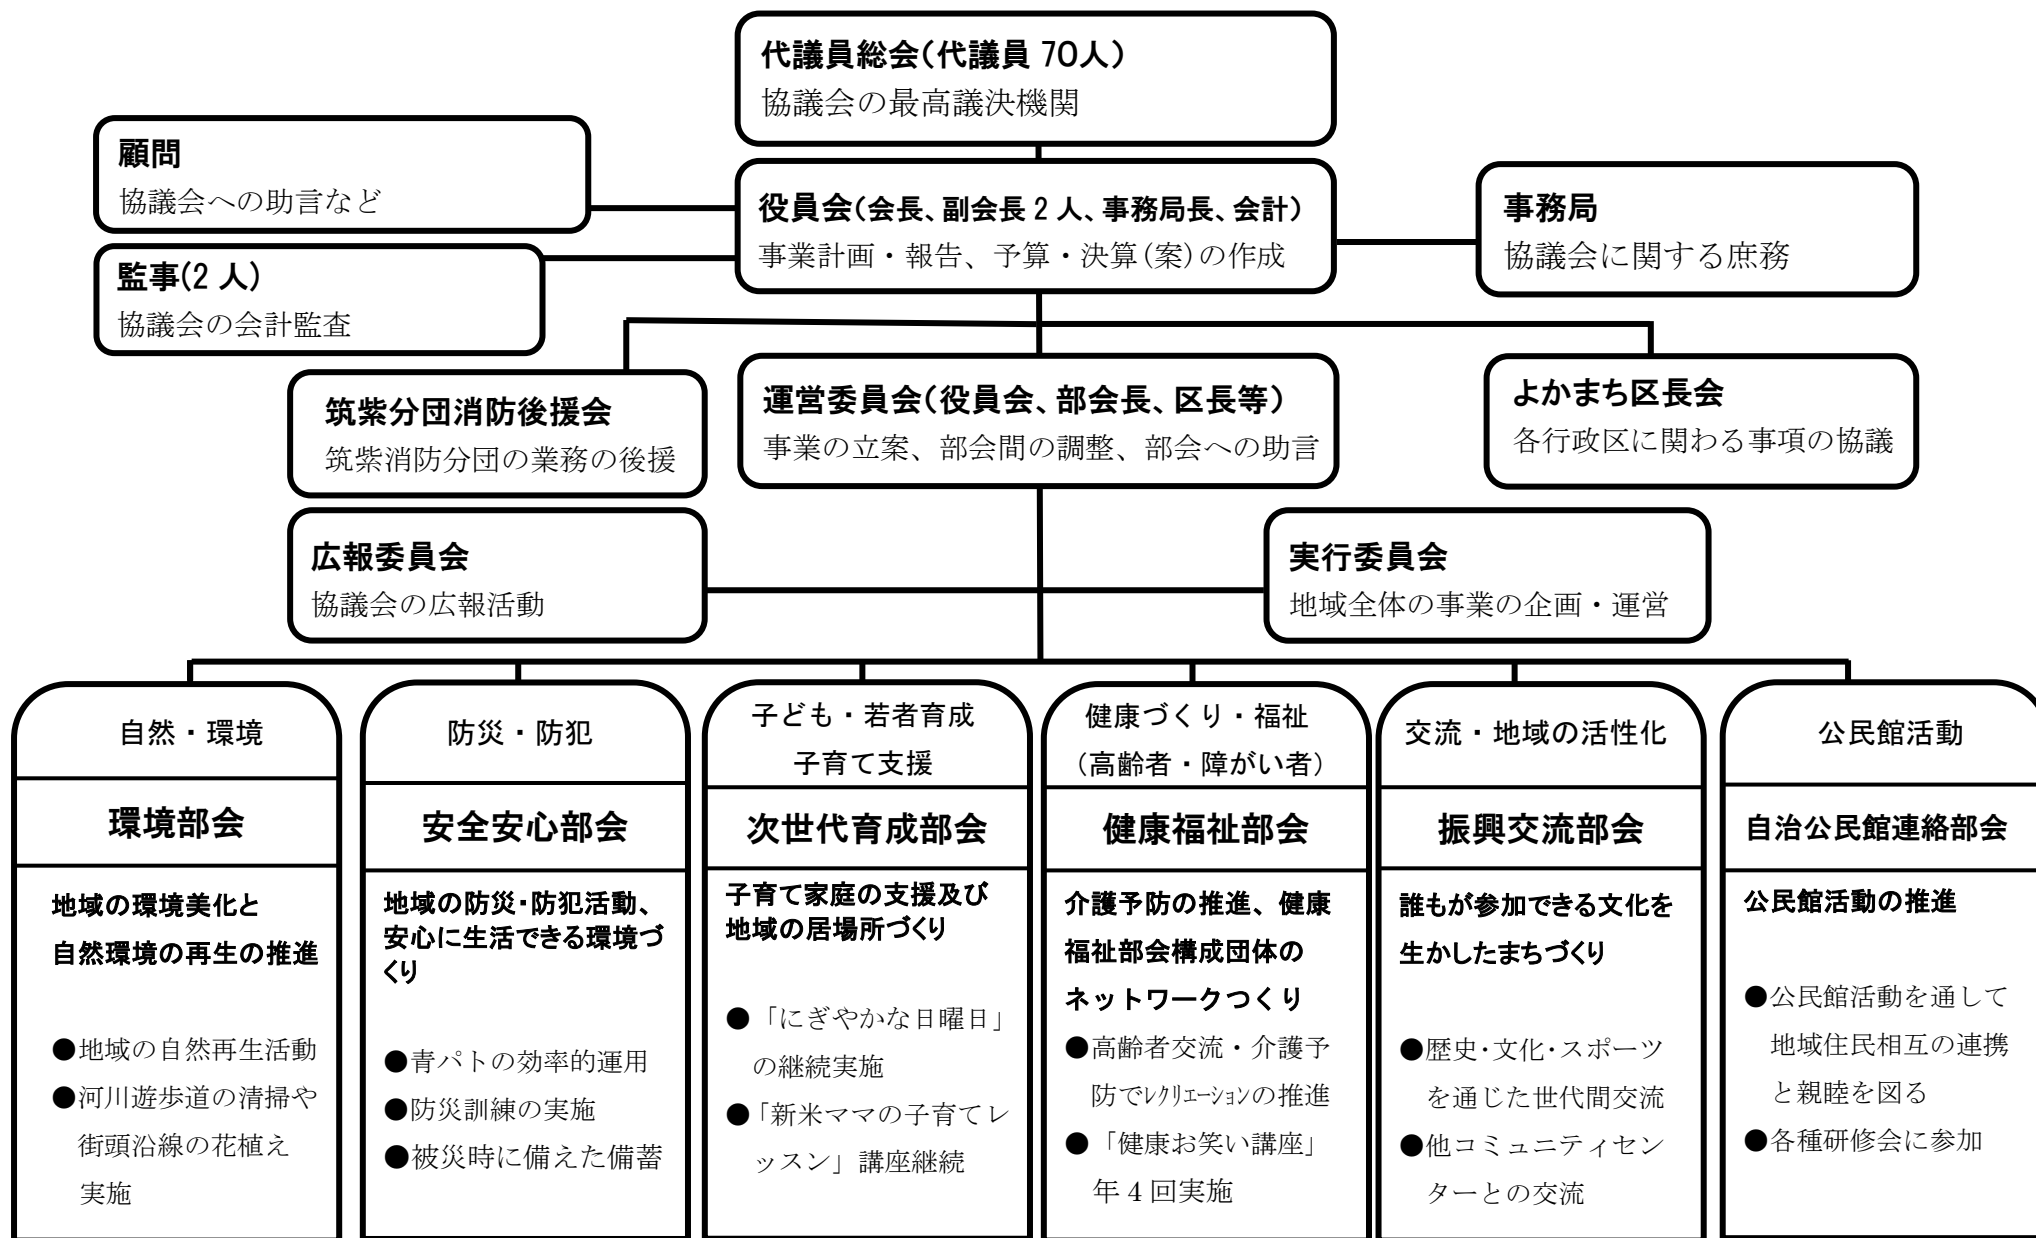 代議員総会(代議員 70人)
協議会の最高議決機関
顧問
協議会への助言など
役員会(会長、副会長 2 人、事務局長、会計)
事業計画・報告、予算・決算(案)の作成
事務局
協議会に関する庶務
監事(2 人)
協議会の会計監査
筑紫分団消防後援会
筑紫消防分団の業務の後援
運営委員会(役員会、部会長、区長等)
事業の立案、部会間の調整、部会への助言
よかまち区長会
各行政区に関わる事項の協議
広報委員会
協議会の広報活動
実行委員会
地域全体の事業の企画・運営
自然・環境
環境部会
地域の環境美化と
自然環境の再生の推進
●地域の自然再生活動
●河川遊歩道の清掃や
街頭沿線の花植え
実施
防災・防犯
安全安心部会
地域の防災・防犯活動、
安心に生活できる環境づ
くり
●青パトの効率的運用
●防災訓練の実施
●被災時に備えた備蓄
子ども・若者育成
子育て支援
次世代育成部会
子育て家庭の支援及び
地域の居場所づくり
●「にぎやかな日曜日」
の継続実施
●「新米ママの子育てレ
ッスン」講座継続
健康づくり・福祉
(高齢者・障がい者)
健康福祉部会
介護予防の推進、健康
福祉部会構成団体の
ネットワークつくり
●高齢者交流・介護予
防でﾚｸﾘｴｰｼｮﾝの推進
●「健康お笑い講座」
年 4 回実施
交流・地域の活性化
振興交流部会
誰もが参加できる文化を
生かしたまちづくり
●歴史・文化・スポーツ
を通じた世代間交流
●他コミュニティセン
ターとの交流
公民館活動
自治公民館連絡部会
公民館活動の推進
●公民館活動を通して
地域住民相互の連携
と親睦を図る
●各種研修会に参加